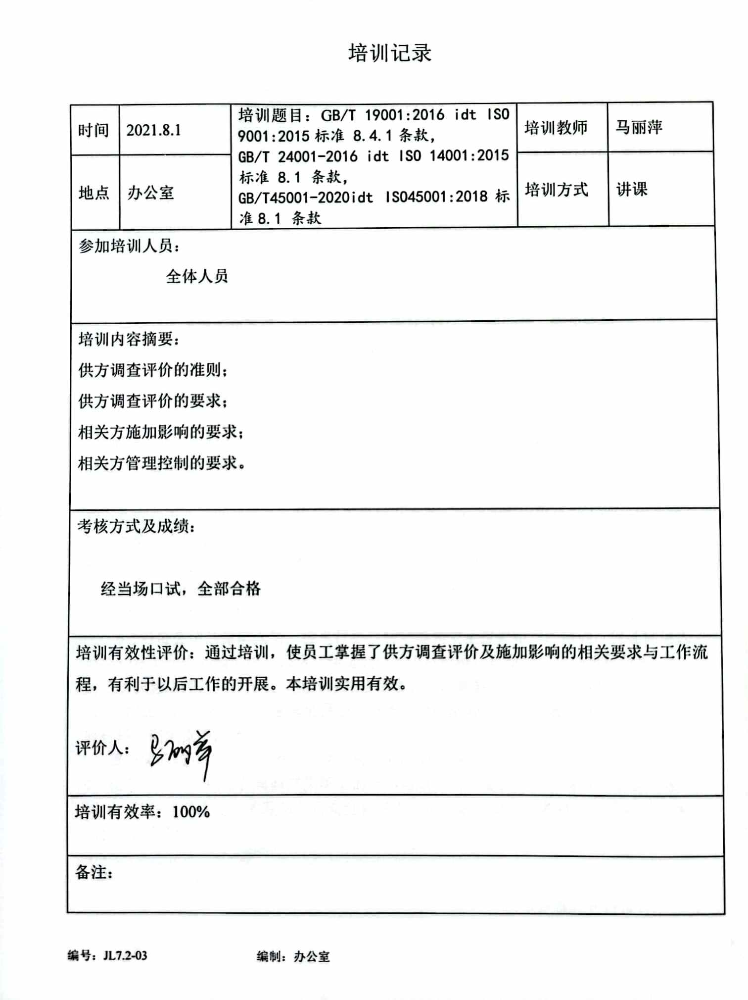 培训记录
时间
2021.8.1
培训题目：GB/T 19001:2016 idt ISO
9001:2015 标准 8.4.1 条款，
GB/T 24001-2016 idt ISO 14001:2015
标准 8.1 条款，
GB/T45001-2020idt ISO45001:2018 标
准8.1 条款
培训教师
马丽萍
地点
办公室
培训方式
讲课
参加培训人员：
全体人员
培训内容摘要：
供方调查评价的准则；
供方调查评价的要求；
相关方施加影响的要求；
相关方管理控制的要求。
考核方式及成绩：
经当场口试，全部合格
培训有效性评价：通过培训，使员工掌握了供方调查评价及施加影响的相关要求与工作流
程，有利于以后工作的开展。本培训实用有效。
评价人：马丽萍
培训有效率：100%
备注：
编号：JL7.2-03 编制：办公室